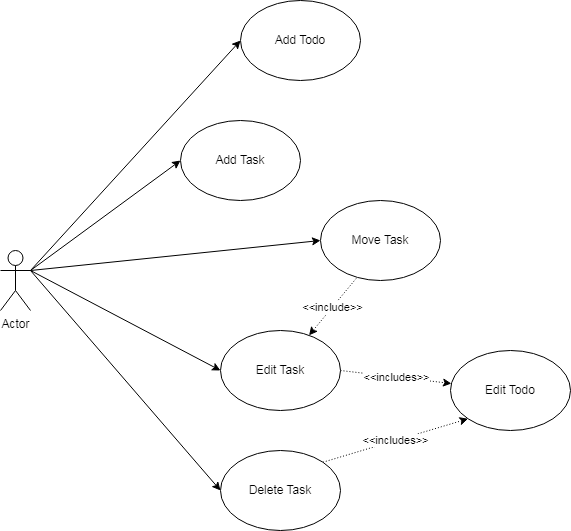 Add Todo
Add Task
Move Task
<<include>>
Actor
Edit Task
<<includes>>
Edit Todo
<<includes>>
Delete Task